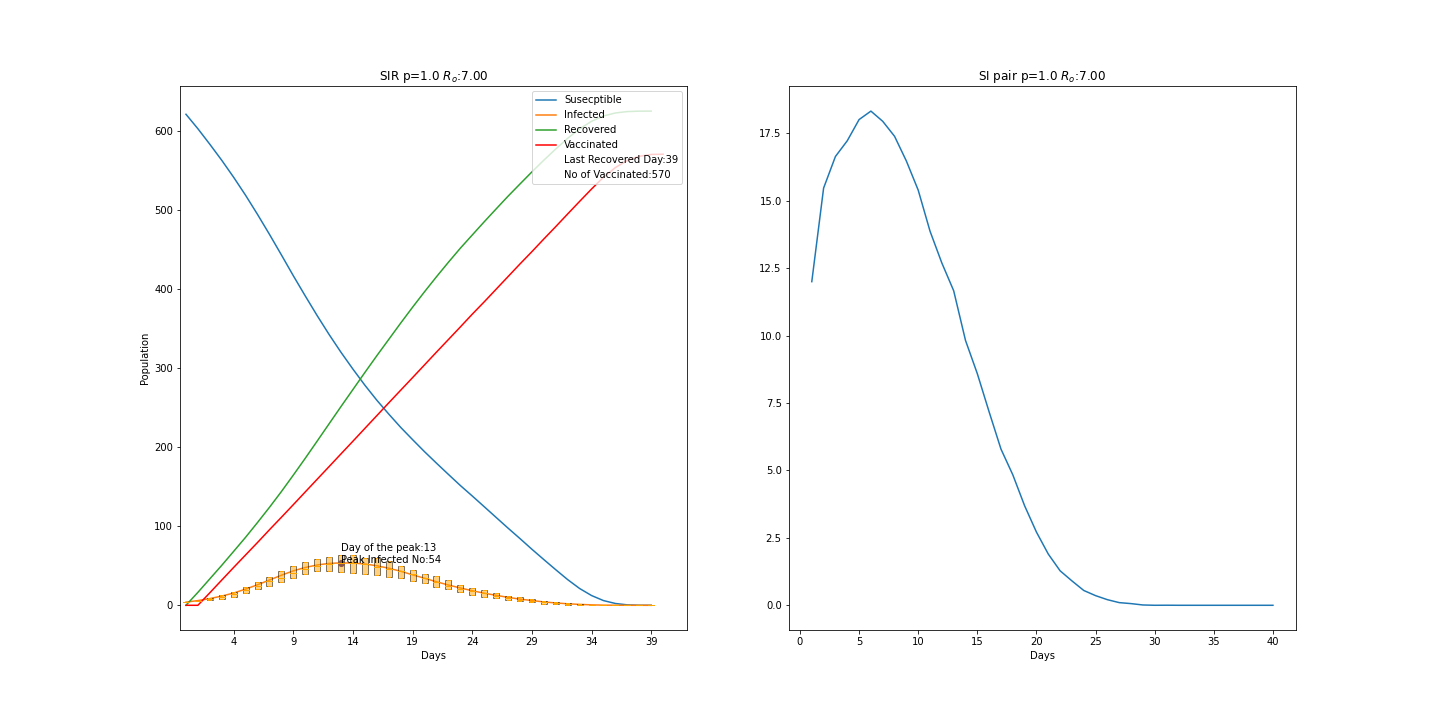 SIR p=1.0 Rₒ:7.00
Susecptible
Infected
Recovered
Vaccinated
Last Recovered Day:39
No of Vaccinated:570
600
500
400
300
200
100
0
Population
Day of the peak:13
Peak Infected No:54
4 9 14 19 24 29 34 39
Days
SI pair p=1.0 Rₒ:7.00
17.5
15.0
12.5
10.0
7.5
5.0
2.5
0.0
0 5 10 15 20 25 30 35 40
Days